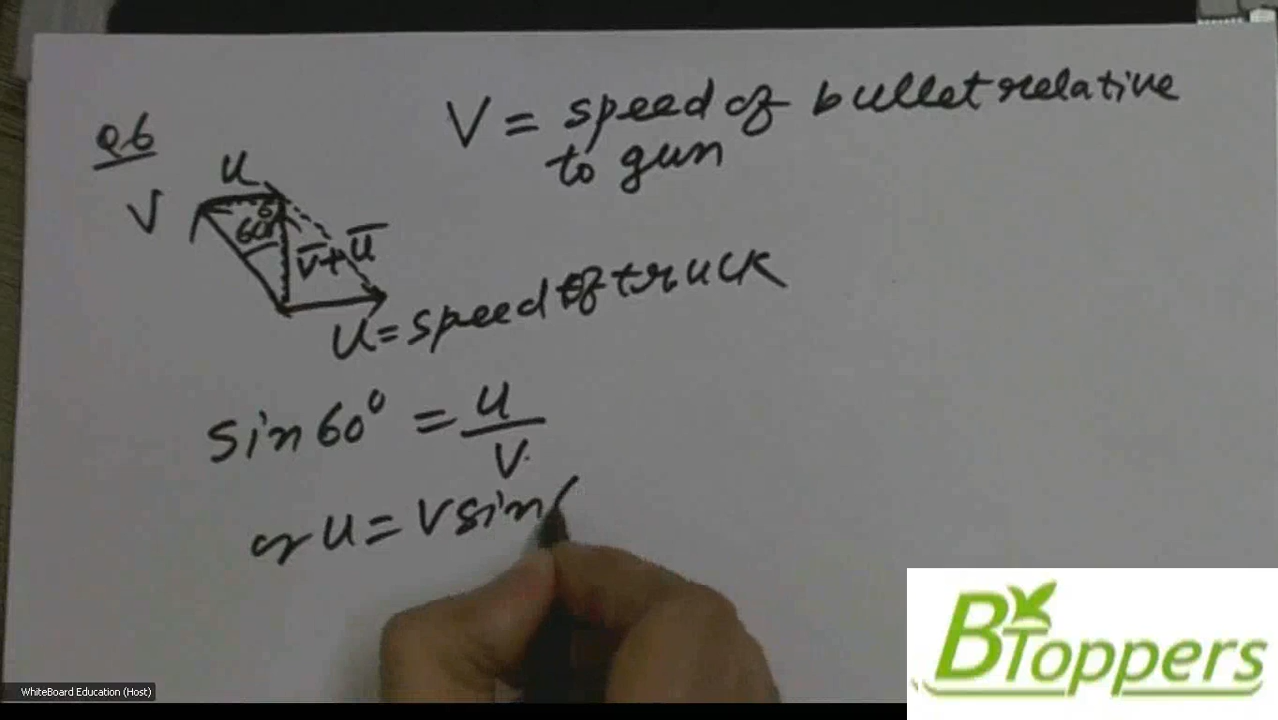 Q6
V = speed of bullet relative
to gun
U
V
60°
V̅+U̅
U = speed of truck
sin 60° = U/V
or U = V sin
WhiteBoard Education (Host)
BToppers